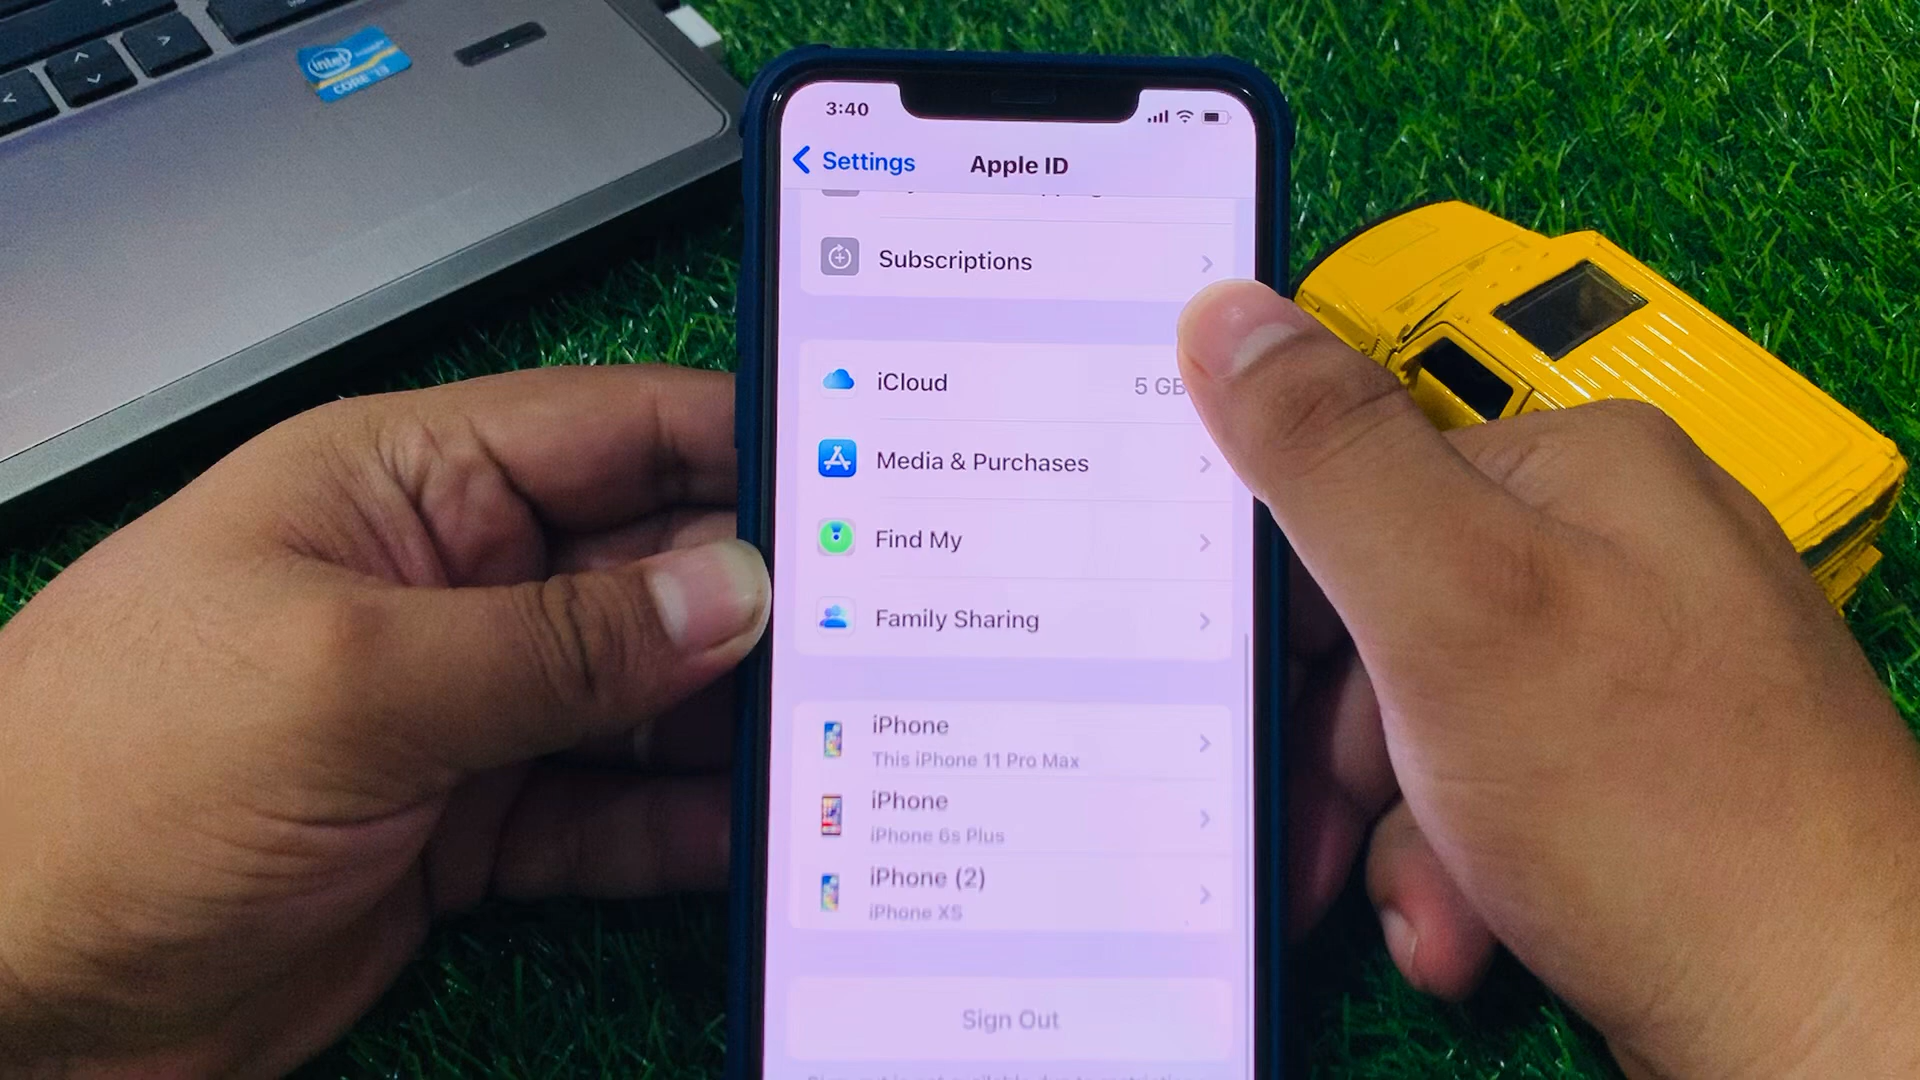 intel
CORE i3
3:40
Settings
Apple ID
Subscriptions
iCloud
5 GB
Media & Purchases
Find My
Family Sharing
iPhone
This iPhone 11 Pro Max
iPhone
iPhone 6s Plus
iPhone (2)
iPhone XS
Sign Out